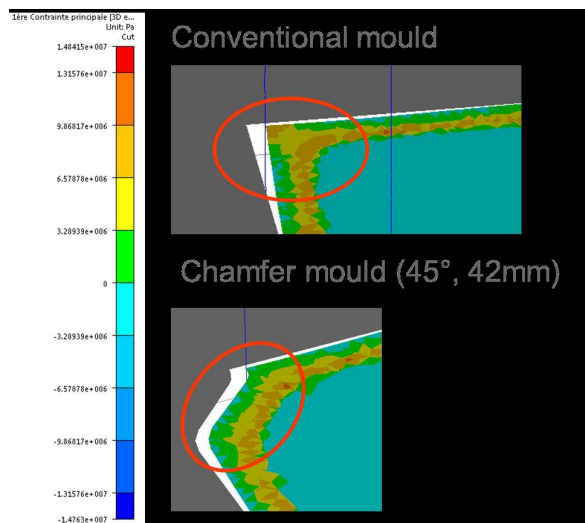 1ère Contrainte principale [3D e...
Unit: Pa
Cut
1.48415e+007
1.31576e+007
9.86817e+006
6.57878e+006
3.28939e+006
0
-3.28939e+006
-6.57878e+006
-9.86817e+006
-1.31576e+007
-1.4763e+007
Conventional mould
Chamfer mould (45°, 42mm)